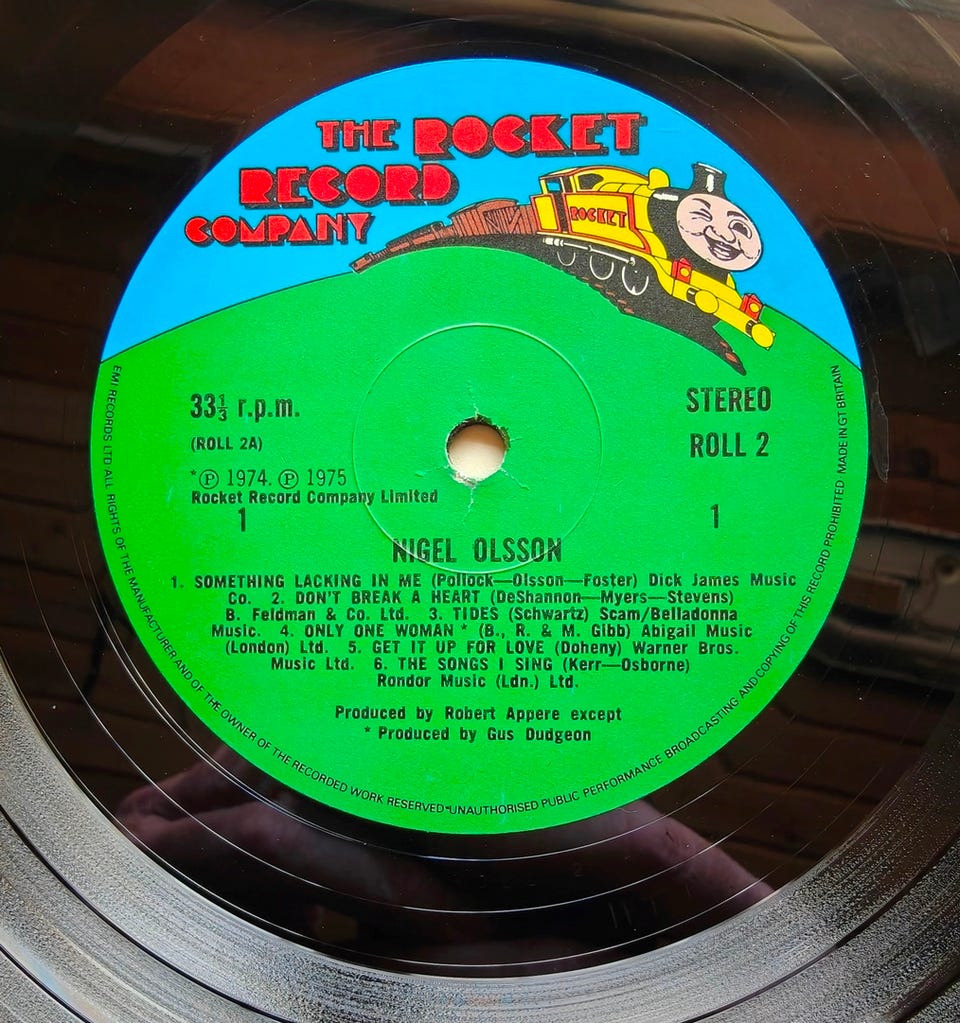 THE ROCKET
RECORD
COMPANY
ROCKET
33⅓ r.p.m.
STEREO
(ROLL 2A)
ROLL 2
*Ⓟ 1974. Ⓟ 1975
Rocket Record Company Limited
1
1
NIGEL OLSSON
1. SOMETHING LACKING IN ME (Pollock—Olsson—Foster) Dick James Music
Co. 2. DON'T BREAK A HEART (DeShannon—Myers—Stevens)
B. Feldman & Co. Ltd. 3. TIDES (Schwartz) Scam/Belladonna
Music. 4. ONLY ONE WOMAN * (B., R. & M. Gibb) Abigail Music
(London) Ltd. 5. GET IT UP FOR LOVE (Doheny) Warner Bros.
Music Ltd. 6. THE SONGS I SING (Kerr—Osborne)
Rondor Music (Ldn.) Ltd.
Produced by Robert Appere except
* Produced by Gus Dudgeon
EMI RECORDS LTD·ALL RIGHTS OF THE MANUFACTURER AND OF THE OWNER OF THE RECORDED WORK RESERVED·UNAUTHORISED PUBLIC PERFORMANCE BROADCASTING AND COPYING OF THIS RECORD PROHIBITED MADE IN GT BRITAIN